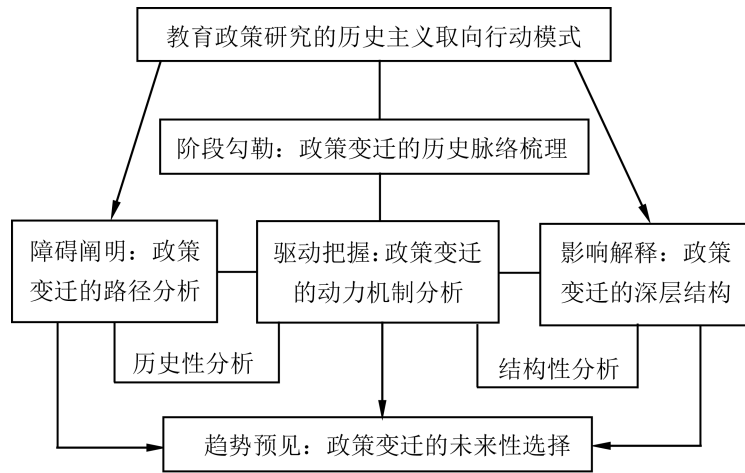 教育政策研究的历史主义取向行动模式
阶段勾勒：政策变迁的历史脉络梳理
障碍阐明：政策
变迁的路径分析
驱动把握：政策变迁
的动力机制分析
影响解释：政策
变迁的深层结构
历史性分析
结构性分析
趋势预见：政策变迁的未来性选择